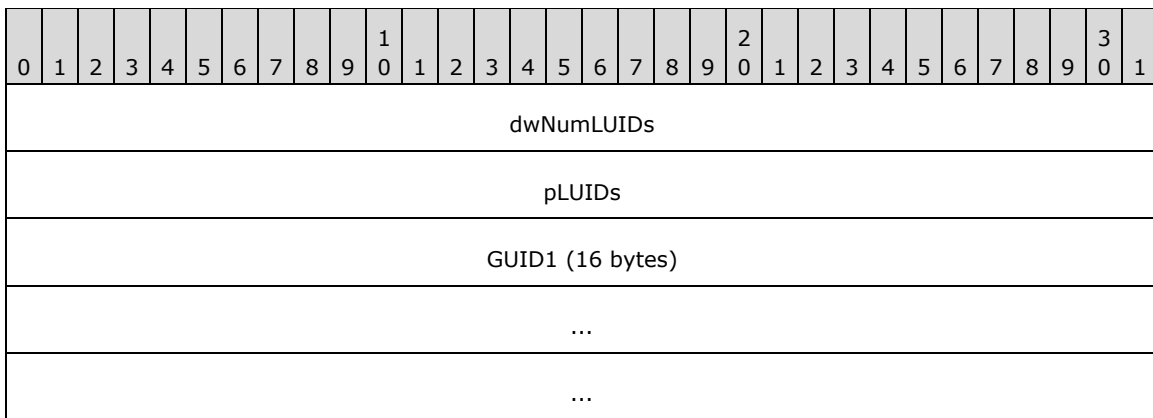 1 2 3
0 1 2 3 4 5 6 7 8 9 0 1 2 3 4 5 6 7 8 9 0 1 2 3 4 5 6 7 8 9 0 1
dwNumLUIDs
pLUIDs
GUID1 (16 bytes)
...
...